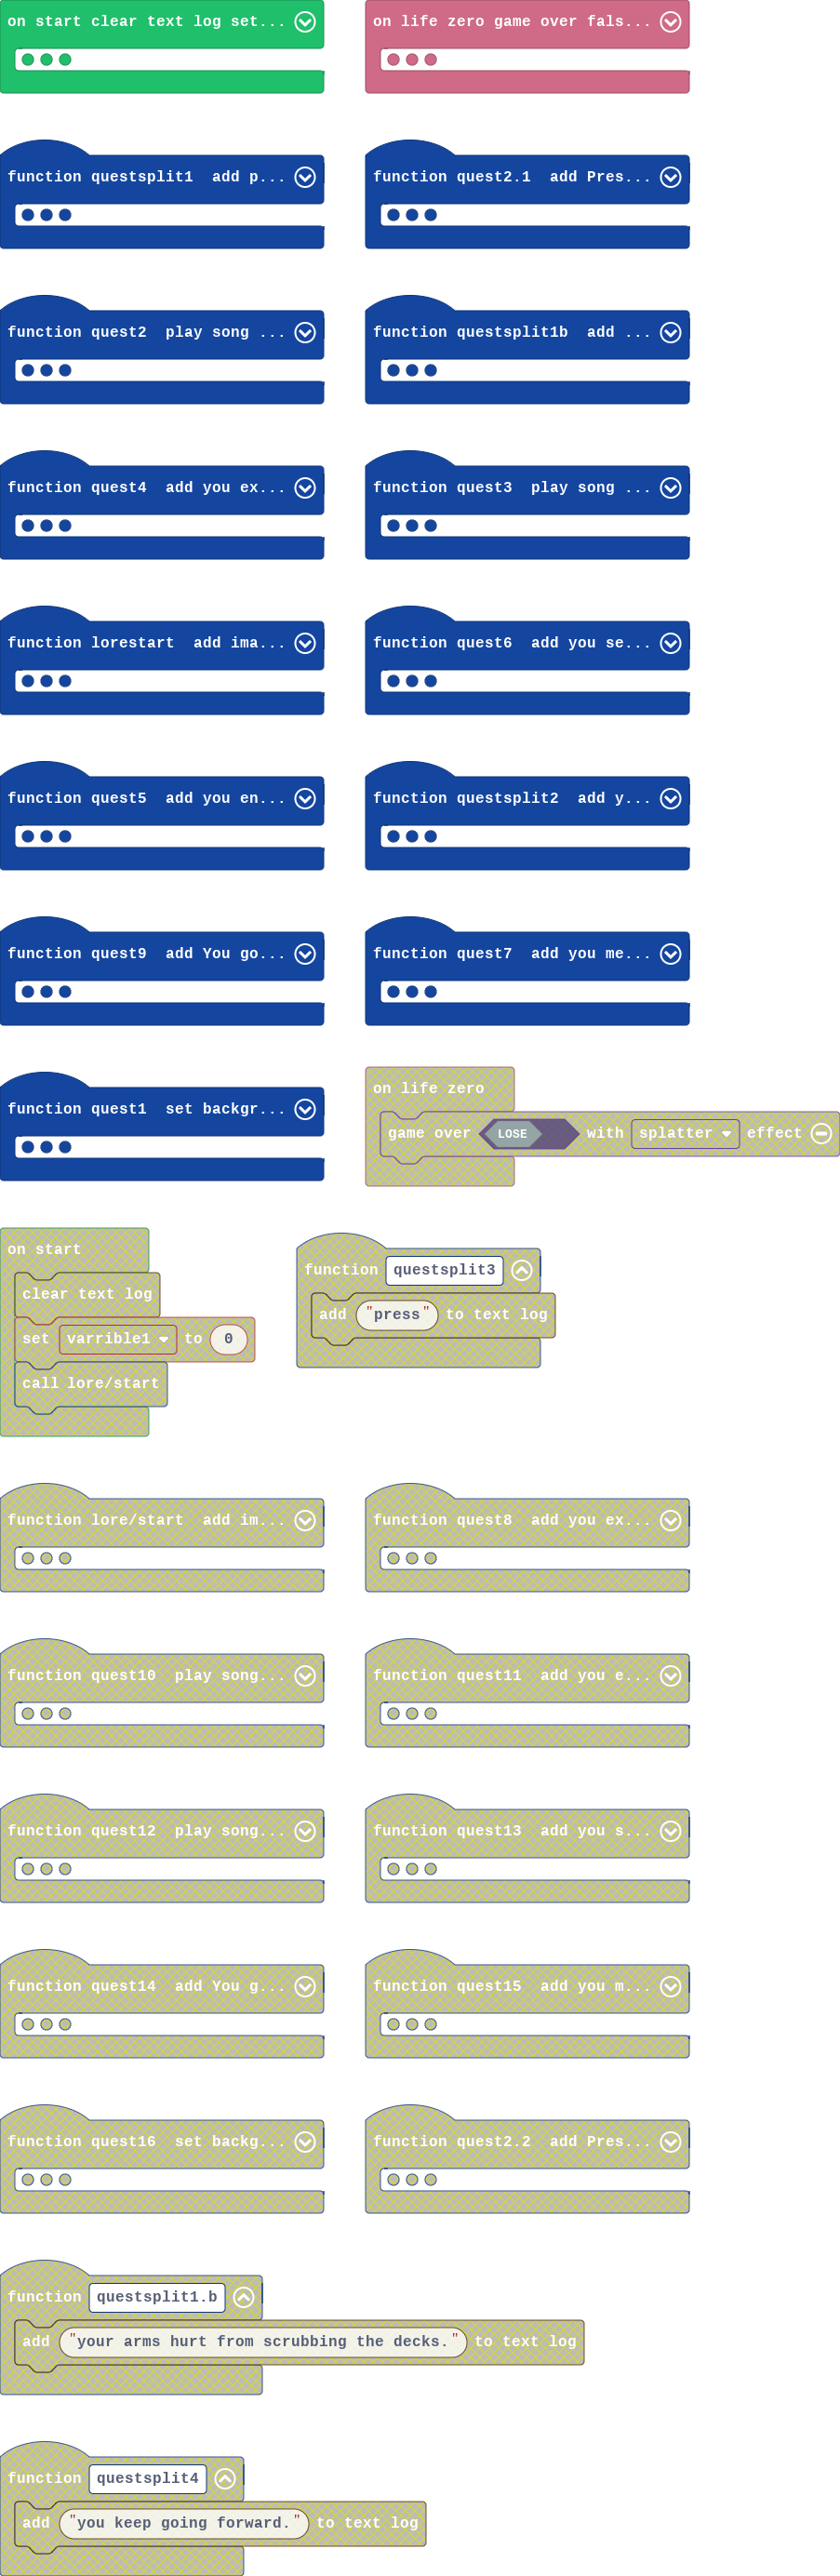 on start clear text log set...
on life zero game over fals...
function questsplit1 add p...
function quest2.1 add Pres...
function quest2 play song ...
function questsplit1b add ...
function quest4 add you ex...
function quest3 play song ...
function lorestart add ima...
function quest6 add you se...
function quest5 add you en...
function questsplit2 add y...
function quest9 add You go...
function quest7 add you me...
function quest1 set backgr...
on life zero
game over LOSE with splatter effect
on start
clear text log
set varrible1 to 0
call lore/start
function questsplit3
add "press" to text log
function lore/start add im...
function quest8 add you ex...
function quest10 play song...
function quest11 add you e...
function quest12 play song...
function quest13 add you s...
function quest14 add You g...
function quest15 add you m...
function quest16 set backg...
function quest2.2 add Pres...
function questsplit1.b
add "your arms hurt from scrubbing the decks." to text log
function questsplit4
add "you keep going forward." to text log